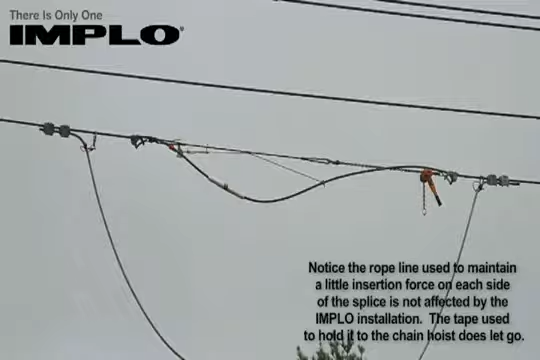 There Is Only One
IMPLO®
Notice the rope line used to maintain
a little insertion force on each side
of the splice is not affected by the
IMPLO installation. The tape used
to hold it to the chain hoist does let go.